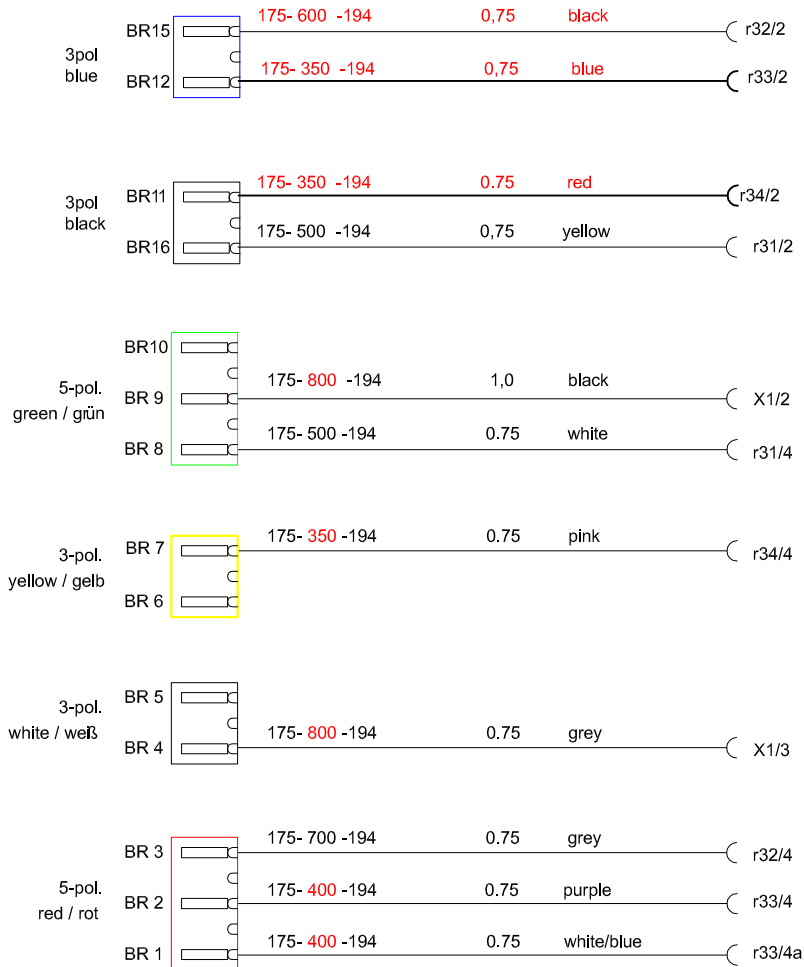 BR15 175- 600 -194 0,75 black r32/2
3pol
blue
BR12 175- 350 -194 0,75 blue r33/2
BR11 175- 350 -194 0.75 red r34/2
3pol
black
BR16 175- 500 -194 0,75 yellow r31/2
BR10
5-pol.
green / grün
BR 9 175- 800 -194 1,0 black X1/2
BR 8 175- 500 -194 0.75 white r31/4
BR 7 175- 350 -194 0.75 pink r34/4
3-pol.
yellow / gelb
BR 6
BR 5
3-pol.
white / weiß
BR 4 175- 800 -194 0.75 grey X1/3
BR 3 175- 700 -194 0.75 grey r32/4
5-pol.
red / rot
BR 2 175- 400 -194 0.75 purple r33/4
BR 1 175- 400 -194 0.75 white/blue r33/4a